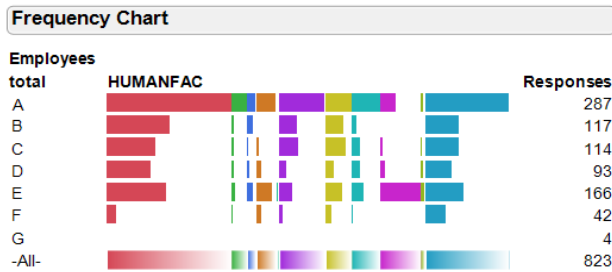 Frequency Chart
Employees
total HUMANFAC Responses
A 287
B 117
C 114
D 93
E 166
F 42
G 4
-All- 823